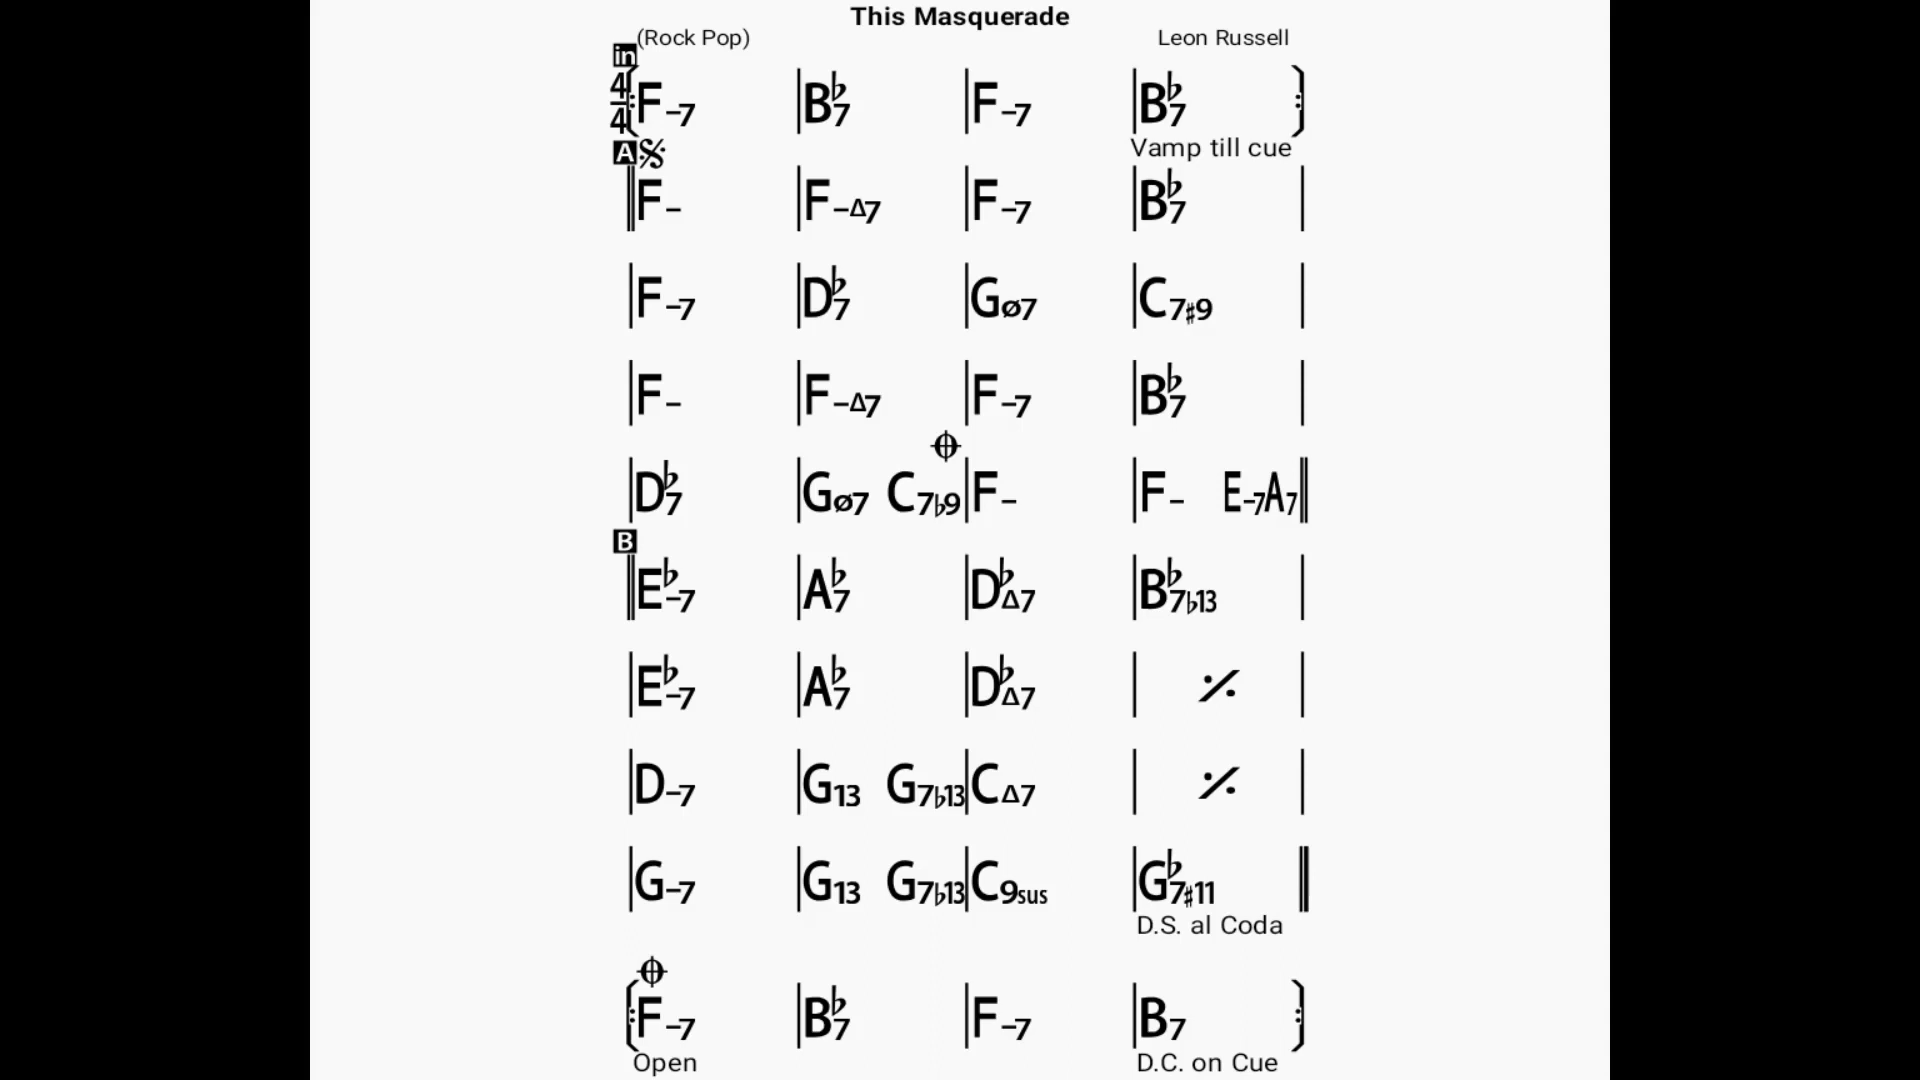 This Masquerade
(Rock Pop) Leon Russell
in
4/4 F-7 B♭7 F-7 B♭7
Vamp till cue
A
F- F-Δ7 F-7 B♭7
F-7 D♭7 Gø7 C7♯9
F- F-Δ7 F-7 B♭7
D♭7 Gø7 C7♭9 F- F- E-7 A7
B
E♭-7 A♭7 D♭Δ7 B♭7♭13
E♭-7 A♭7 D♭Δ7
D-7 G13 G7♭13 CΔ7
G-7 G13 G7♭13 C9sus G♭7♯11
D.S. al Coda
F-7 B♭7 F-7 B7
Open D.C. on Cue